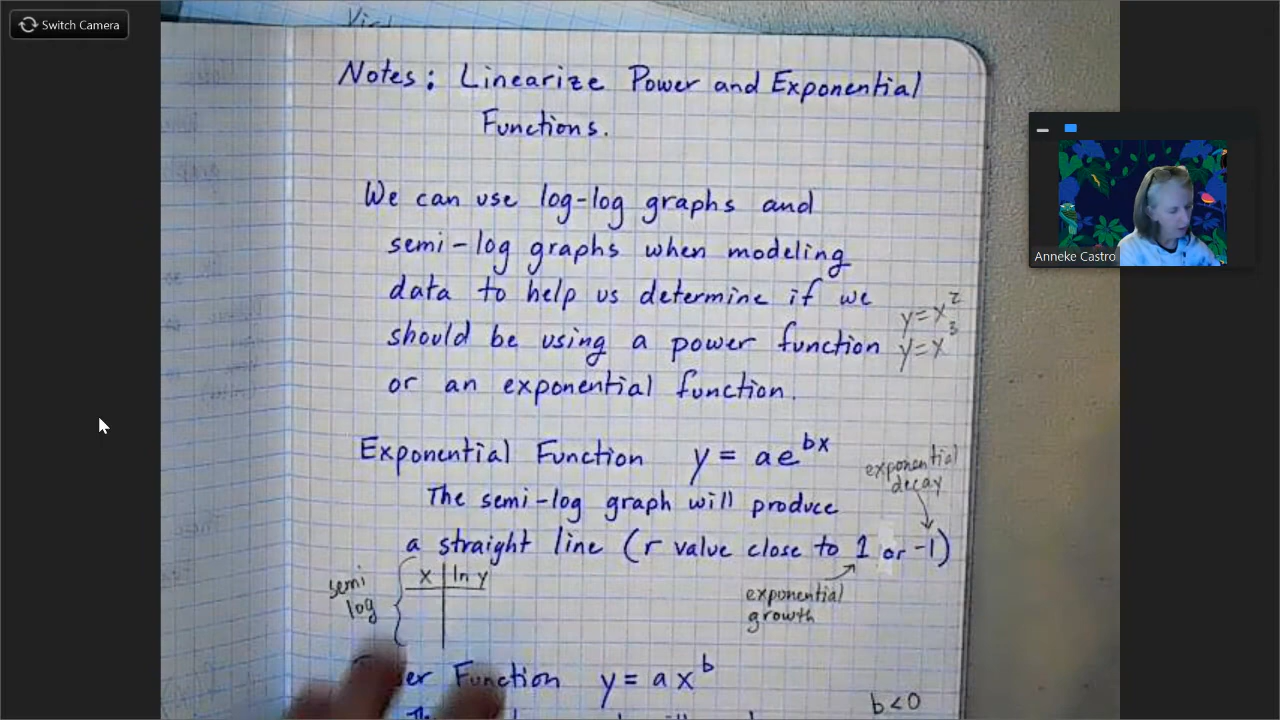 Switch Camera
Notes: Linearize Power and Exponential
Functions.
We can use log-log graphs and
semi-log graphs when modeling
data to help us determine if we
should be using a power function
or an exponential function.
y=x²
y=x³
Exponential Function y = ae^{bx}
exponential
decay
The semi-log graph will produce
a straight line (r value close to 1 or -1)
semi
log
x | ln y
exponential
growth
Function y = ax^b
b<0
Anneke Castro